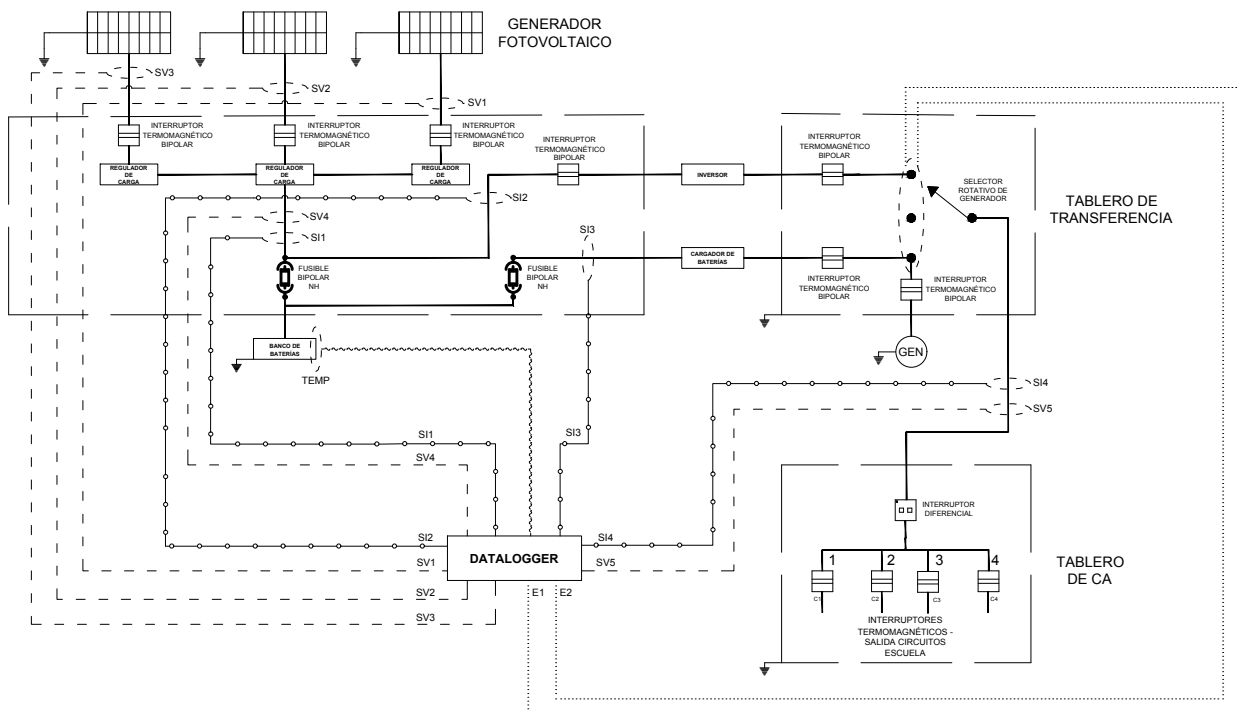 GENERADOR
FOTOVOLTAICO
SV3
SV2
SV1
INTERRUPTOR
TERMOMAGNÉTICO
BIPOLAR
INTERRUPTOR
TERMOMAGNÉTICO
BIPOLAR
INTERRUPTOR
TERMOMAGNÉTICO
BIPOLAR
INTERRUPTOR
TERMOMAGNÉTICO
BIPOLAR
INTERRUPTOR
TERMOMAGNÉTICO
BIPOLAR
REGULADOR
DE
CARGA
REGULADOR
DE
CARGA
REGULADOR
DE
CARGA
INVERSOR
SELECTOR
ROTATIVO DE
GENERADOR
TABLERO DE
TRANSFERENCIA
SI2
SV4
SI1
SI3
FUSIBLE
BIPOLAR
NH
FUSIBLE
BIPOLAR
NH
CARGADOR DE
BATERÍAS
INTERRUPTOR
TERMOMAGNÉTICO
BIPOLAR
INTERRUPTOR
TERMOMAGNÉTICO
BIPOLAR
BANCO DE
BATERÍAS
TEMP
GEN
SI4
SV5
SI1
SI3
SV4
INTERRUPTOR
DIFERENCIAL
SI2
SV1
SV2
SV3
DATALOGGER
SI4
SV5
E1
E2
1
2
3
4
C1
C2
C3
C4
INTERRUPTORES
TERMOMAGNÉTICOS -
SALIDA CIRCUITOS
ESCUELA
TABLERO
DE CA